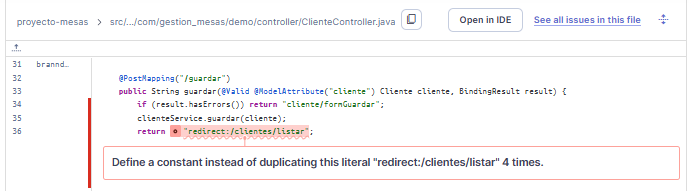 proyecto-mesas > src/.../com/gestion_mesas/demo/controller/ClienteController.java Open in IDE See all issues in this file
31 brannd...
32 @PostMapping("/guardar")
33 public String guardar(@Valid @ModelAttribute("cliente") Cliente cliente, BindingResult result) {
34 if (result.hasErrors()) return "cliente/formGuardar";
35 clienteService.guardar(cliente);
36 return "redirect:/clientes/listar";
Define a constant instead of duplicating this literal "redirect:/clientes/listar" 4 times.